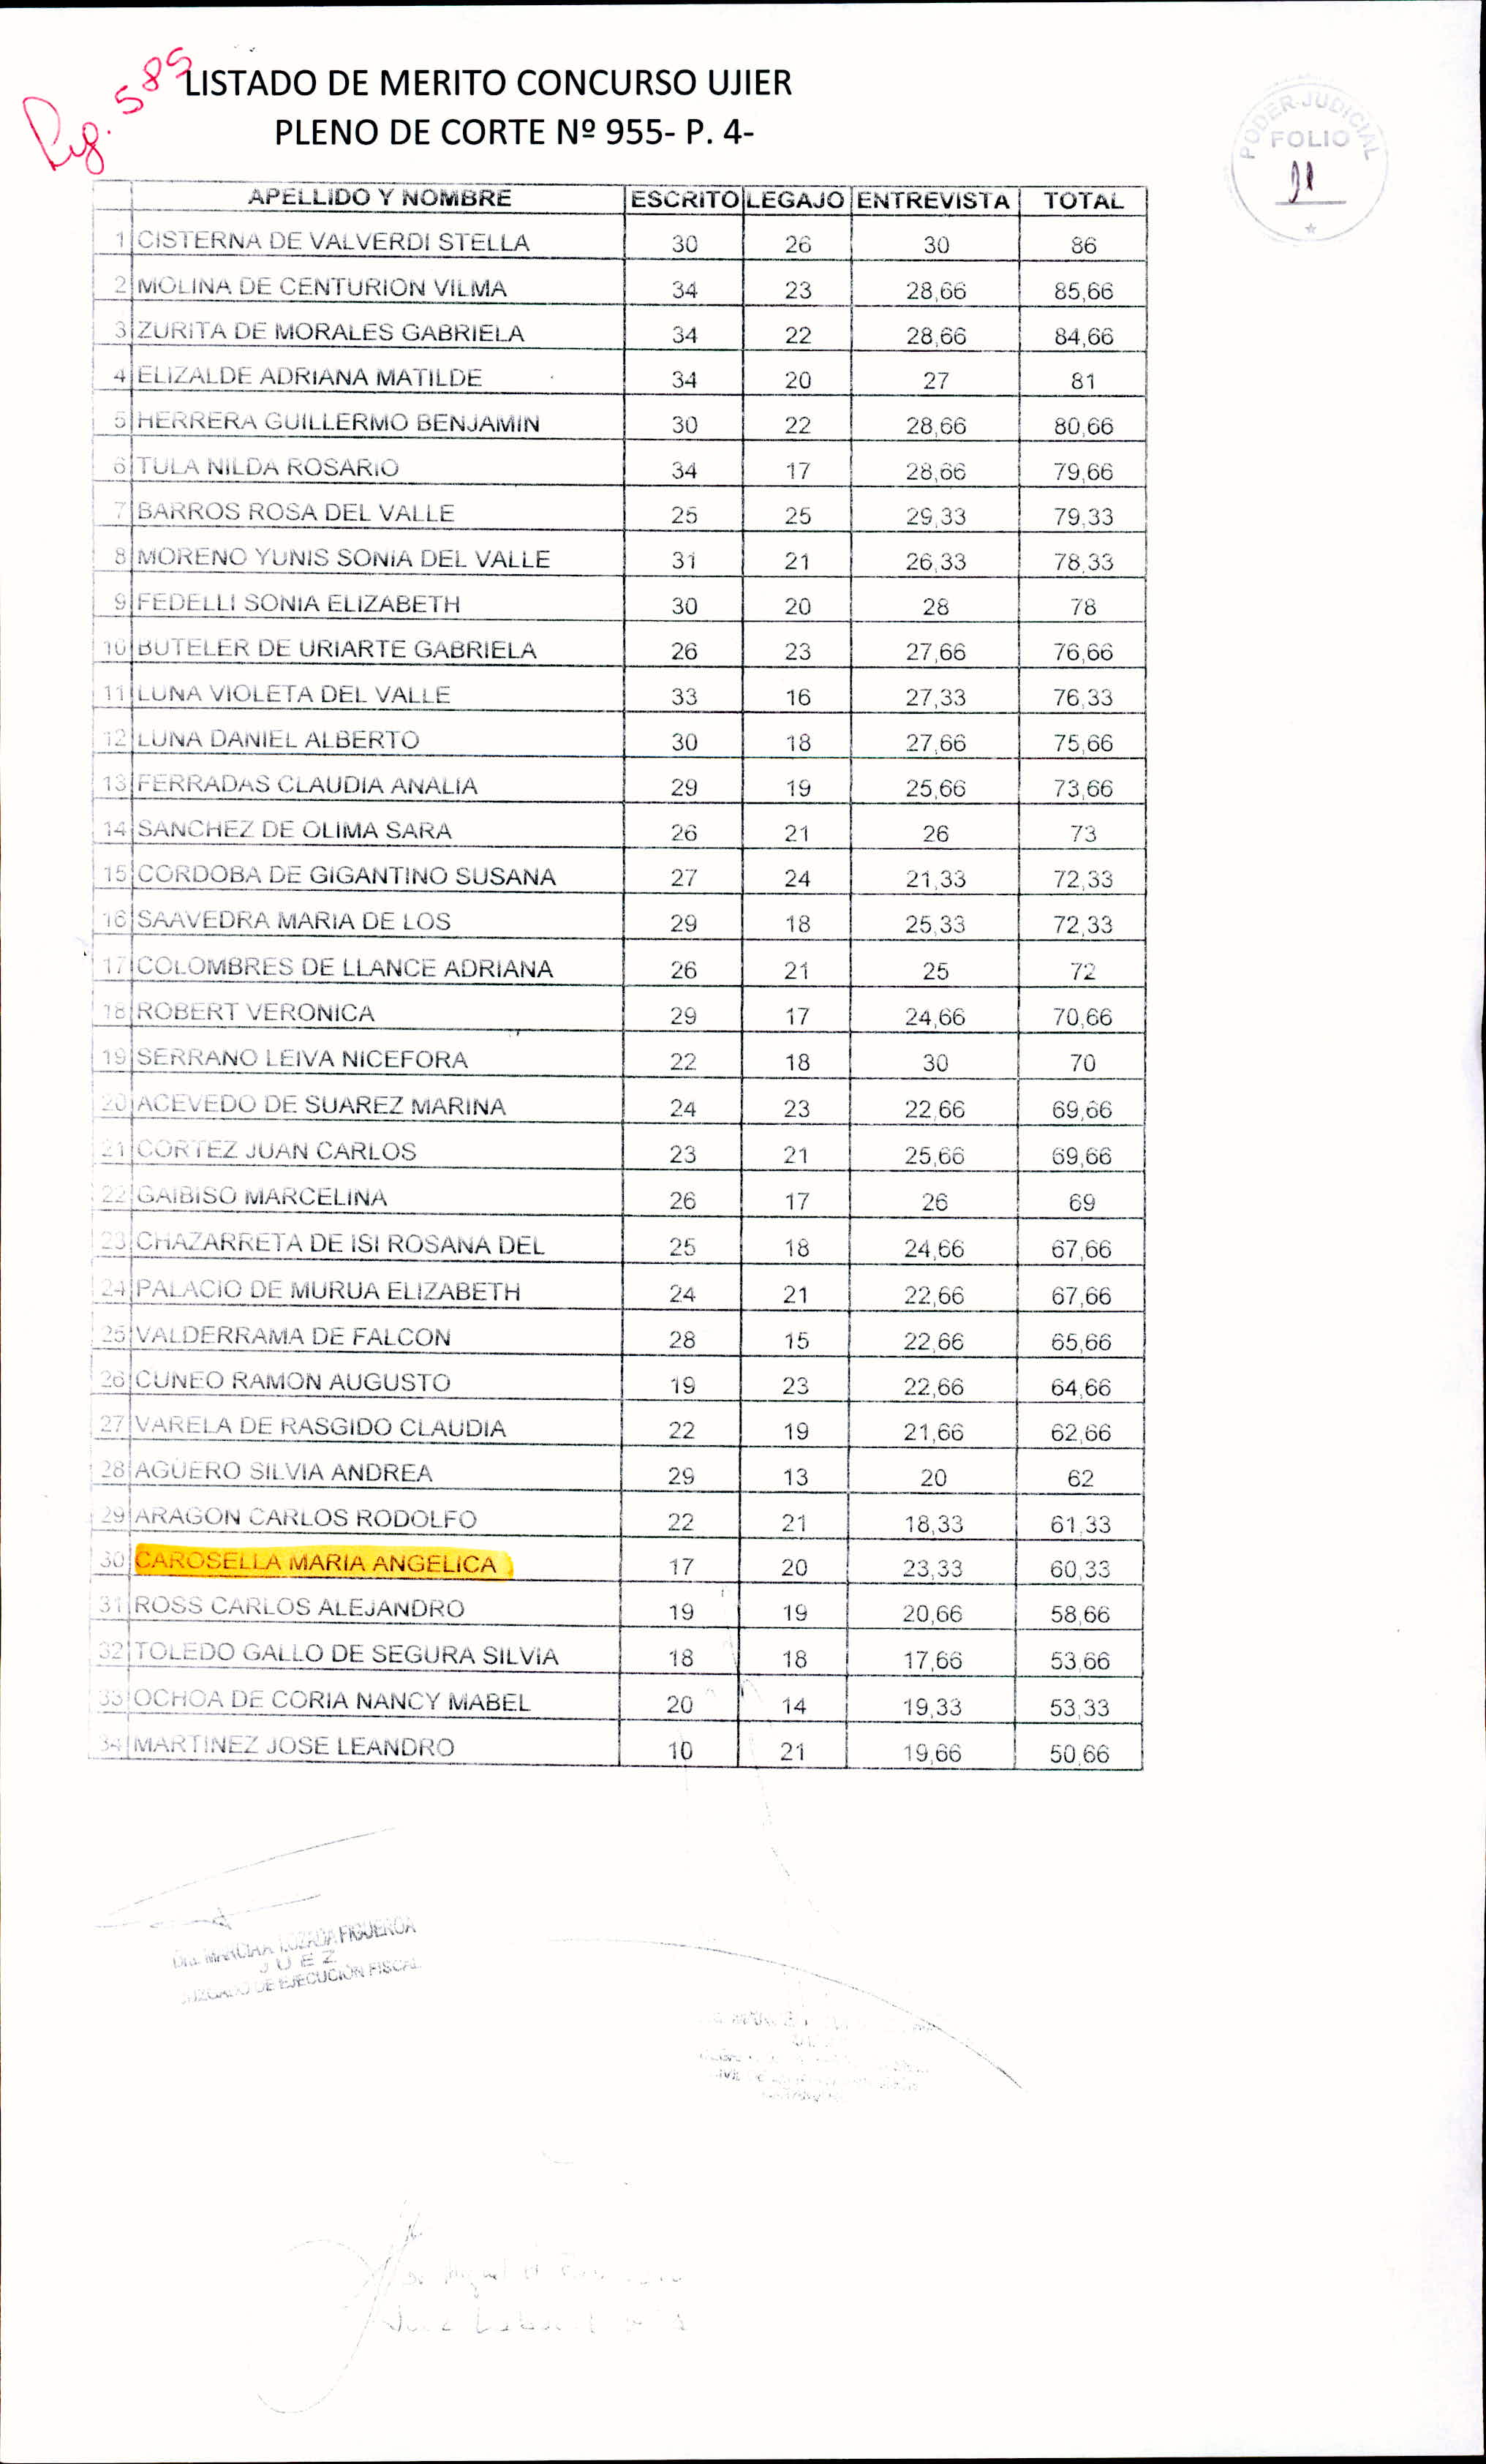 Pg. 585
LISTADO DE MERITO CONCURSO UJIER
PLENO DE CORTE Nº 955- P. 4-
PODER JUDICIAL
FOLIO
APELLIDO Y NOMBRE ESCRITO LEGAJO ENTREVISTA TOTAL
1 CISTERNA DE VALVERDI STELLA 30 26 30 86
2 MOLINA DE CENTURION VILMA 34 23 28,66 85,66
3 ZURITA DE MORALES GABRIELA 34 22 28,66 84,66
4 ELIZALDE ADRIANA MATILDE 34 20 27 81
5 HERRERA GUILLERMO BENJAMIN 30 22 28,66 80,66
6 TULA NILDA ROSARIO 34 17 28,66 79,66
7 BARROS ROSA DEL VALLE 25 25 29,33 79,33
8 MORENO YUNIS SONIA DEL VALLE 31 21 26,33 78,33
9 FEDELLI SONIA ELIZABETH 30 20 28 78
10 BUTELER DE URIARTE GABRIELA 26 23 27,66 76,66
11 LUNA VIOLETA DEL VALLE 33 16 27,33 76,33
12 LUNA DANIEL ALBERTO 30 18 27,66 75,66
13 FERRADAS CLAUDIA ANALIA 29 19 25,66 73,66
14 SANCHEZ DE OLIMA SARA 26 21 26 73
15 CORDOBA DE GIGANTINO SUSANA 27 24 21,33 72,33
16 SAAVEDRA MARIA DE LOS 29 18 25,33 72,33
17 COLOMBRES DE LLANCE ADRIANA 26 21 25 72
18 ROBERT VERONICA 29 17 24,66 70,66
19 SERRANO LEIVA NICEFORA 22 18 30 70
20 ACEVEDO DE SUAREZ MARINA 24 23 22,66 69,66
21 CORTEZ JUAN CARLOS 23 21 25,66 69,66
22 GAIBISO MARCELINA 26 17 26 69
23 CHAZARRETA DE ISI ROSANA DEL 25 18 24,66 67,66
24 PALACIO DE MURUA ELIZABETH 24 21 22,66 67,66
25 VALDERRAMA DE FALCON 28 15 22,66 65,66
26 CUNEO RAMON AUGUSTO 19 23 22,66 64,66
27 VARELA DE RASGIDO CLAUDIA 22 19 21,66 62,66
28 AGÜERO SILVIA ANDREA 29 13 20 62
29 ARAGON CARLOS RODOLFO 22 21 18,33 61,33
30 CAROSELLA MARIA ANGELICA 17 20 23,33 60,33
31 ROSS CARLOS ALEJANDRO 19 19 20,66 58,66
32 TOLEDO GALLO DE SEGURA SILVIA 18 18 17,66 53,66
33 OCHOA DE CORIA NANCY MABEL 20 14 19,33 53,33
34 MARTINEZ JOSE LEANDRO 10 21 19,66 50,66
Dra. MARCIA A. LOZADA FIGUEROA
JUEZ
JUZGADO DE EJECUCIÓN FISCAL